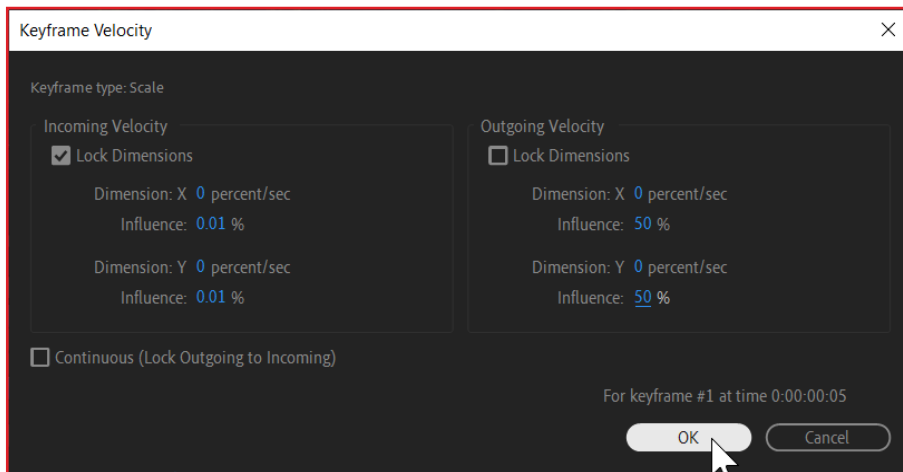 Keyframe Velocity
Keyframe type: Scale
Incoming Velocity
Lock Dimensions
Dimension: X 0 percent/sec
Influence: 0.01 %
Dimension: Y 0 percent/sec
Influence: 0.01 %
Outgoing Velocity
Lock Dimensions
Dimension: X 0 percent/sec
Influence: 50 %
Dimension: Y 0 percent/sec
Influence: 50 %
Continuous (Lock Outgoing to Incoming)
For keyframe #1 at time 0:00:00:05
OK
Cancel